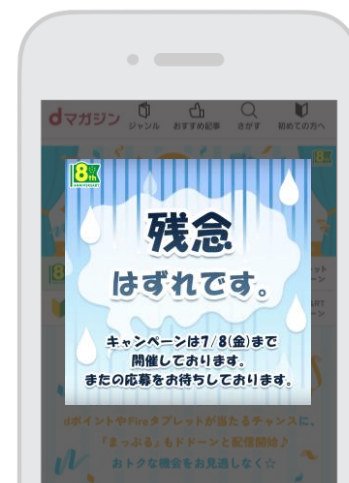 dマガジン
ジャンル
おすすめ記事
さがす
初めての方へ
8th
ANNIVERSARY
残念
はずれです。
キャンペーンは7/8(金)まで
開催しております。
またの応募をお待ちしております。
dポイントやFireタブレットが当たるチャンスに、
「まっぷる」もドドーンと配信開始♪
おトクな機会をお見逃しなく☆